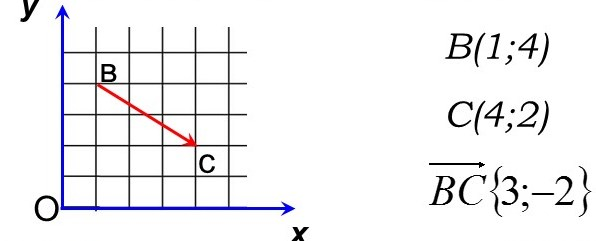 y
B
C
O
x
B(1;4)
C(4;2)
BC{3;–2}